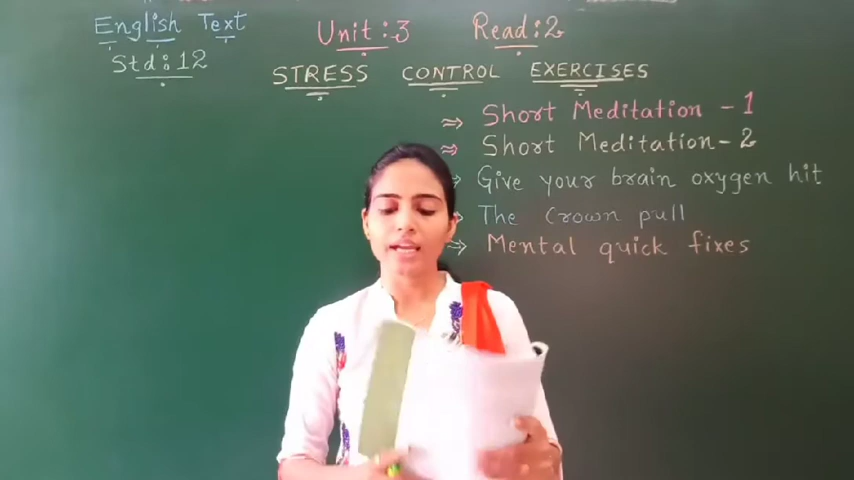 English Text
Unit : 3
Read : 2
Std : 12
STRESS CONTROL EXERCISES
⇒ Short Meditation - 1
⇒ Short Meditation - 2
⇒ Give your brain oxygen hit
⇒ The Crown pull
⇒ Mental quick fixes